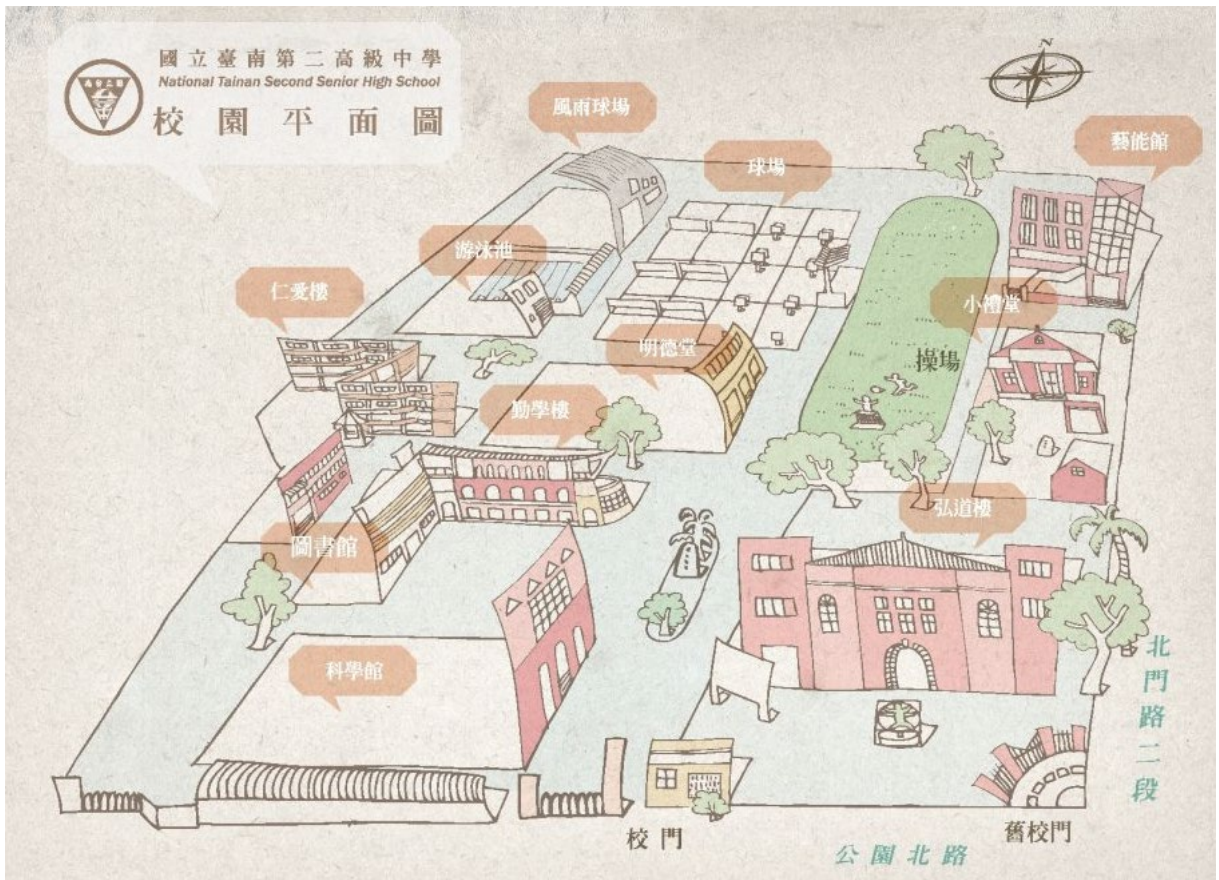 國立臺南第二高級中學
National Tainan Second Senior High School
校園平面圖
N
風雨球場
球場
藝能館
游泳池
仁愛樓
小禮堂
明德堂
操場
勤學樓
弘道樓
圖書館
科學館
北門路二段
校門
舊校門
公園北路